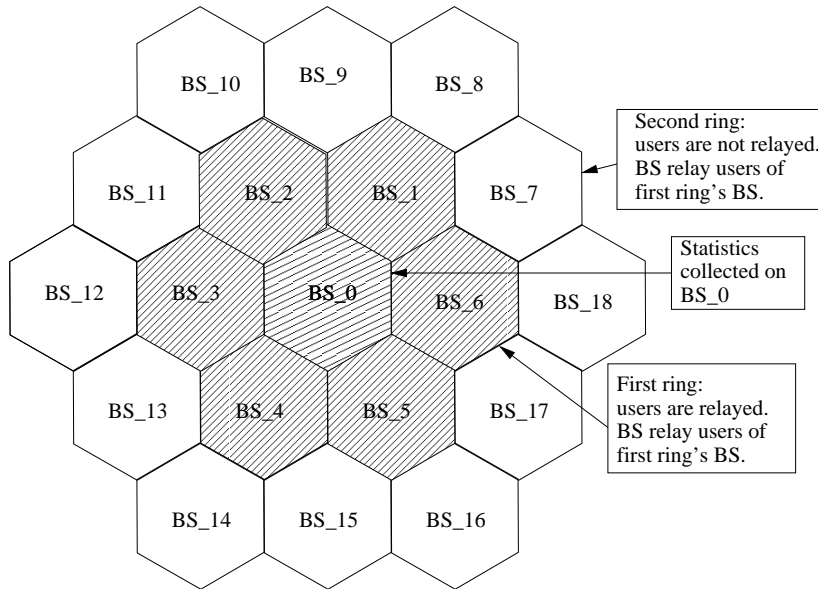 BS_10
BS_9
BS_8
Second ring:
users are not relayed.
BS relay users of
first ring's BS.
BS_11
BS_2
BS_1
BS_7
Statistics
collected on
BS_0
BS_12
BS_3
BS_0
BS_6
BS_18
First ring:
users are relayed.
BS relay users of
first ring's BS.
BS_13
BS_4
BS_5
BS_17
BS_14
BS_15
BS_16